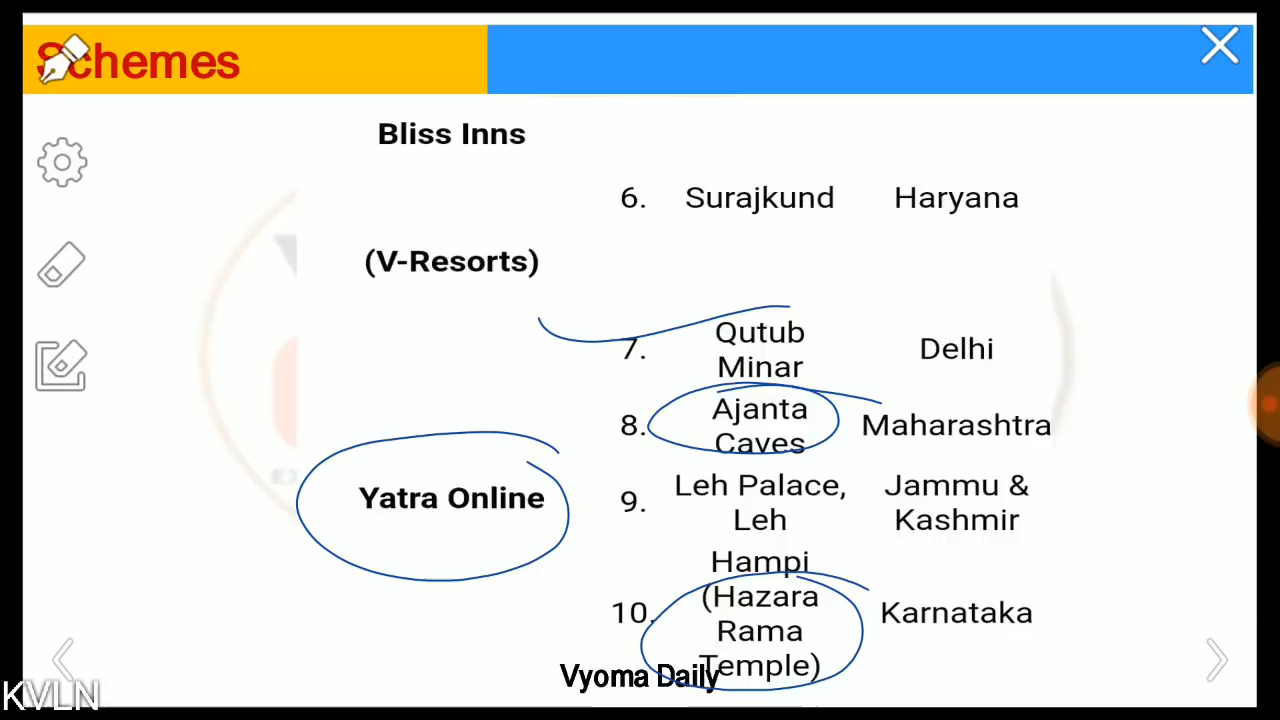 Schemes
Bliss Inns
6. Surajkund Haryana
(V-Resorts)
7. Qutub Minar Delhi
8. Ajanta Caves Maharashtra
Yatra Online
9. Leh Palace, Leh Jammu & Kashmir
10. Hampi (Hazara Rama Temple) Karnataka
Vyoma Daily
KVLN